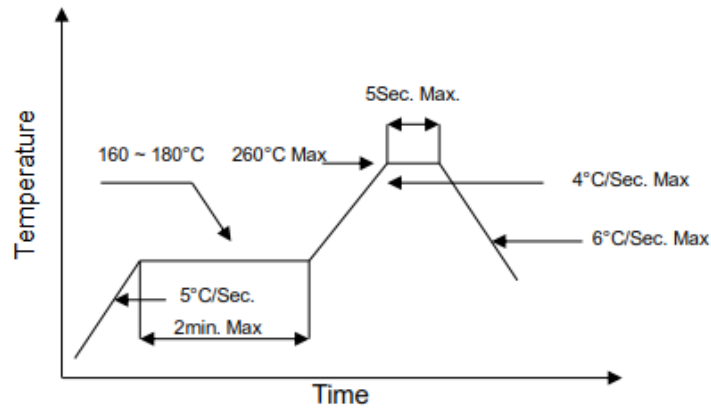 5Sec. Max.
160 ~ 180°C
260°C Max
4°C/Sec. Max
6°C/Sec. Max
5°C/Sec.
2min. Max
Temperature
Time